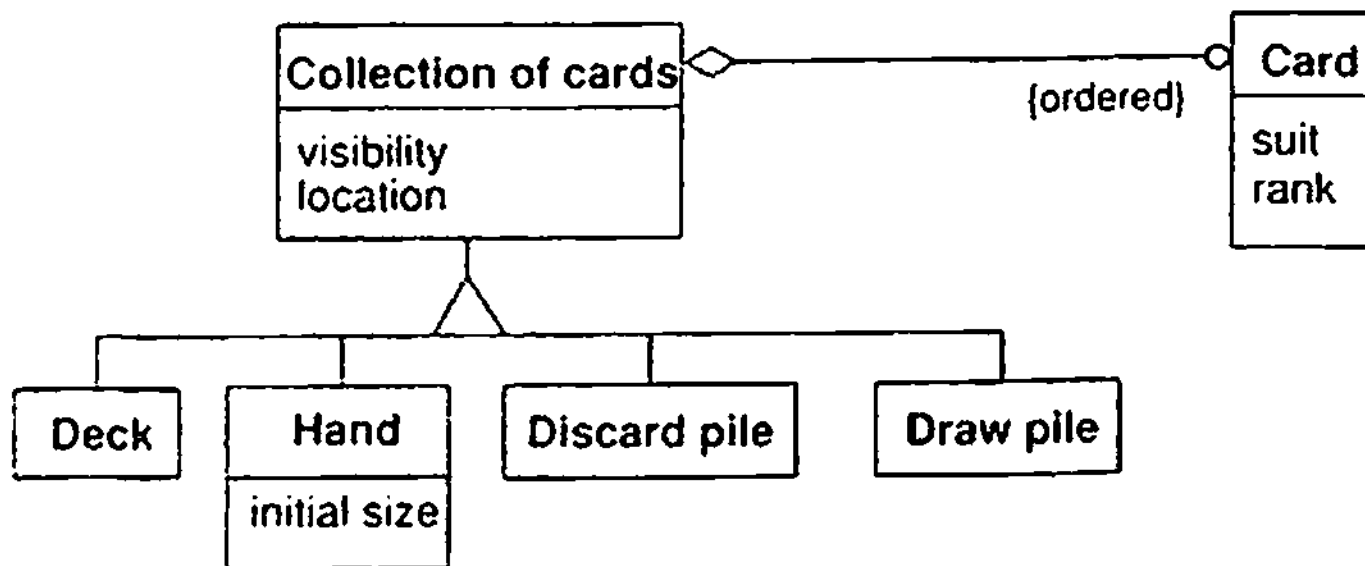 Collection of cards
visibility
location
{ordered}
Card
suit
rank
Deck
Hand
initial size
Discard pile
Draw pile